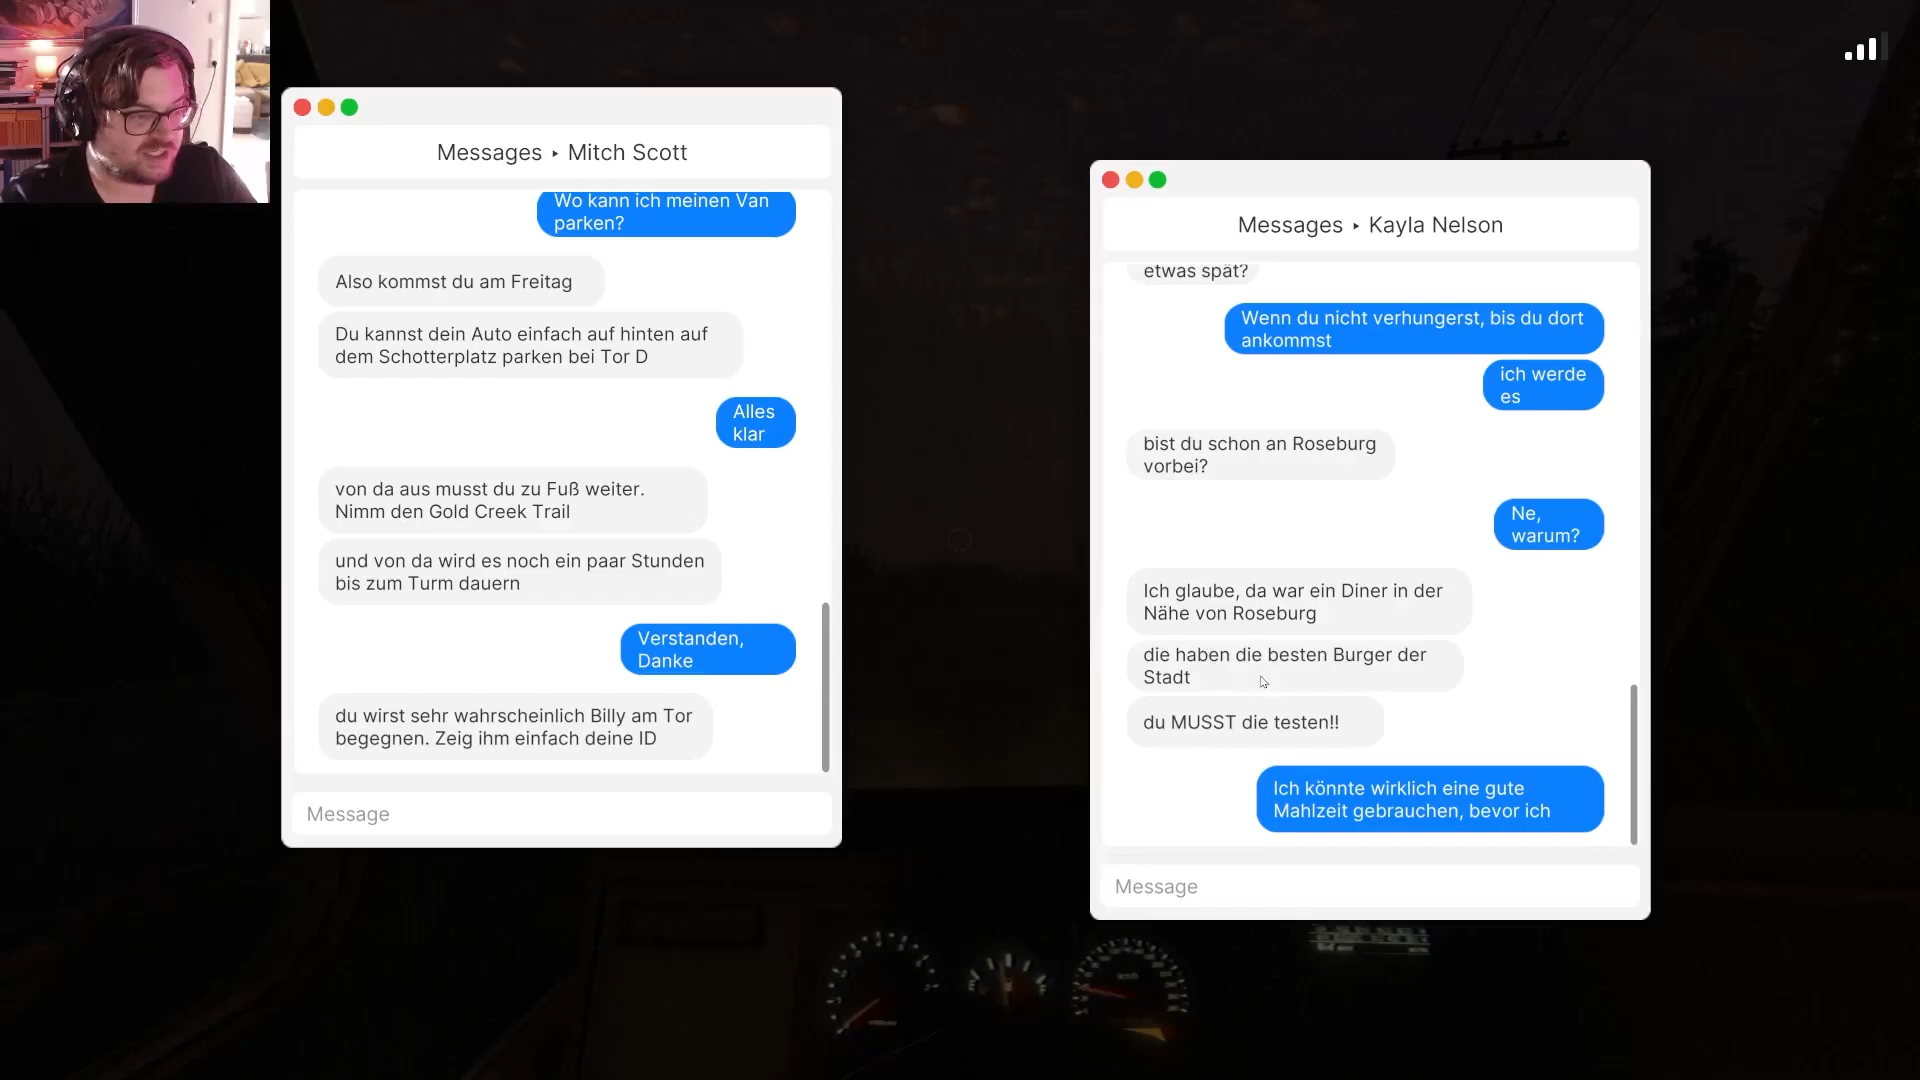 Messages ‣ Mitch Scott
Wo kann ich meinen Van
parken?
Also kommst du am Freitag
Du kannst dein Auto einfach auf hinten auf
dem Schotterplatz parken bei Tor D
Alles
klar
von da aus musst du zu Fuß weiter.
Nimm den Gold Creek Trail
und von da wird es noch ein paar Stunden
bis zum Turm dauern
Verstanden,
Danke
du wirst sehr wahrscheinlich Billy am Tor
begegnen. Zeig ihm einfach deine ID
Message
Messages ‣ Kayla Nelson
etwas spät?
Wenn du nicht verhungerst, bis du dort
ankommst
ich werde
es
bist du schon an Roseburg
vorbei?
Ne,
warum?
Ich glaube, da war ein Diner in der
Nähe von Roseburg
die haben die besten Burger der
Stadt
du MUSST die testen!!
Ich könnte wirklich eine gute
Mahlzeit gebrauchen, bevor ich
Message